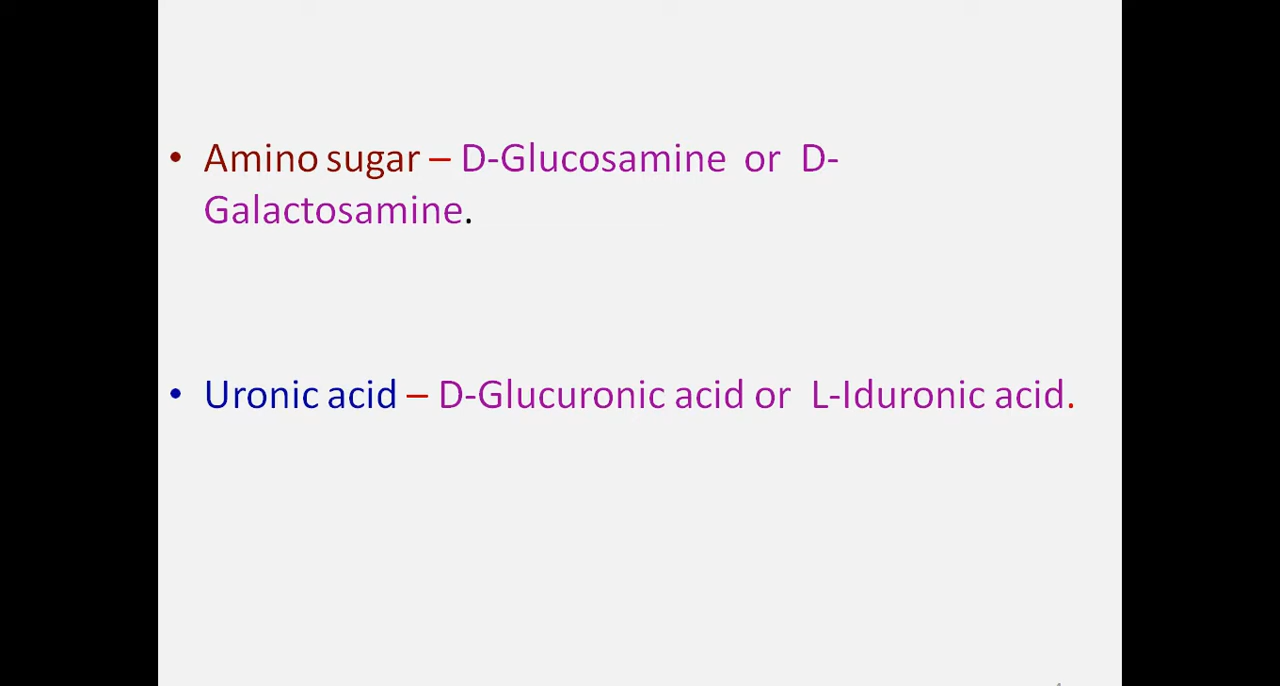 • Amino sugar – D-Glucosamine or D-
Galactosamine.
• Uronic acid – D-Glucuronic acid or L-Iduronic acid.